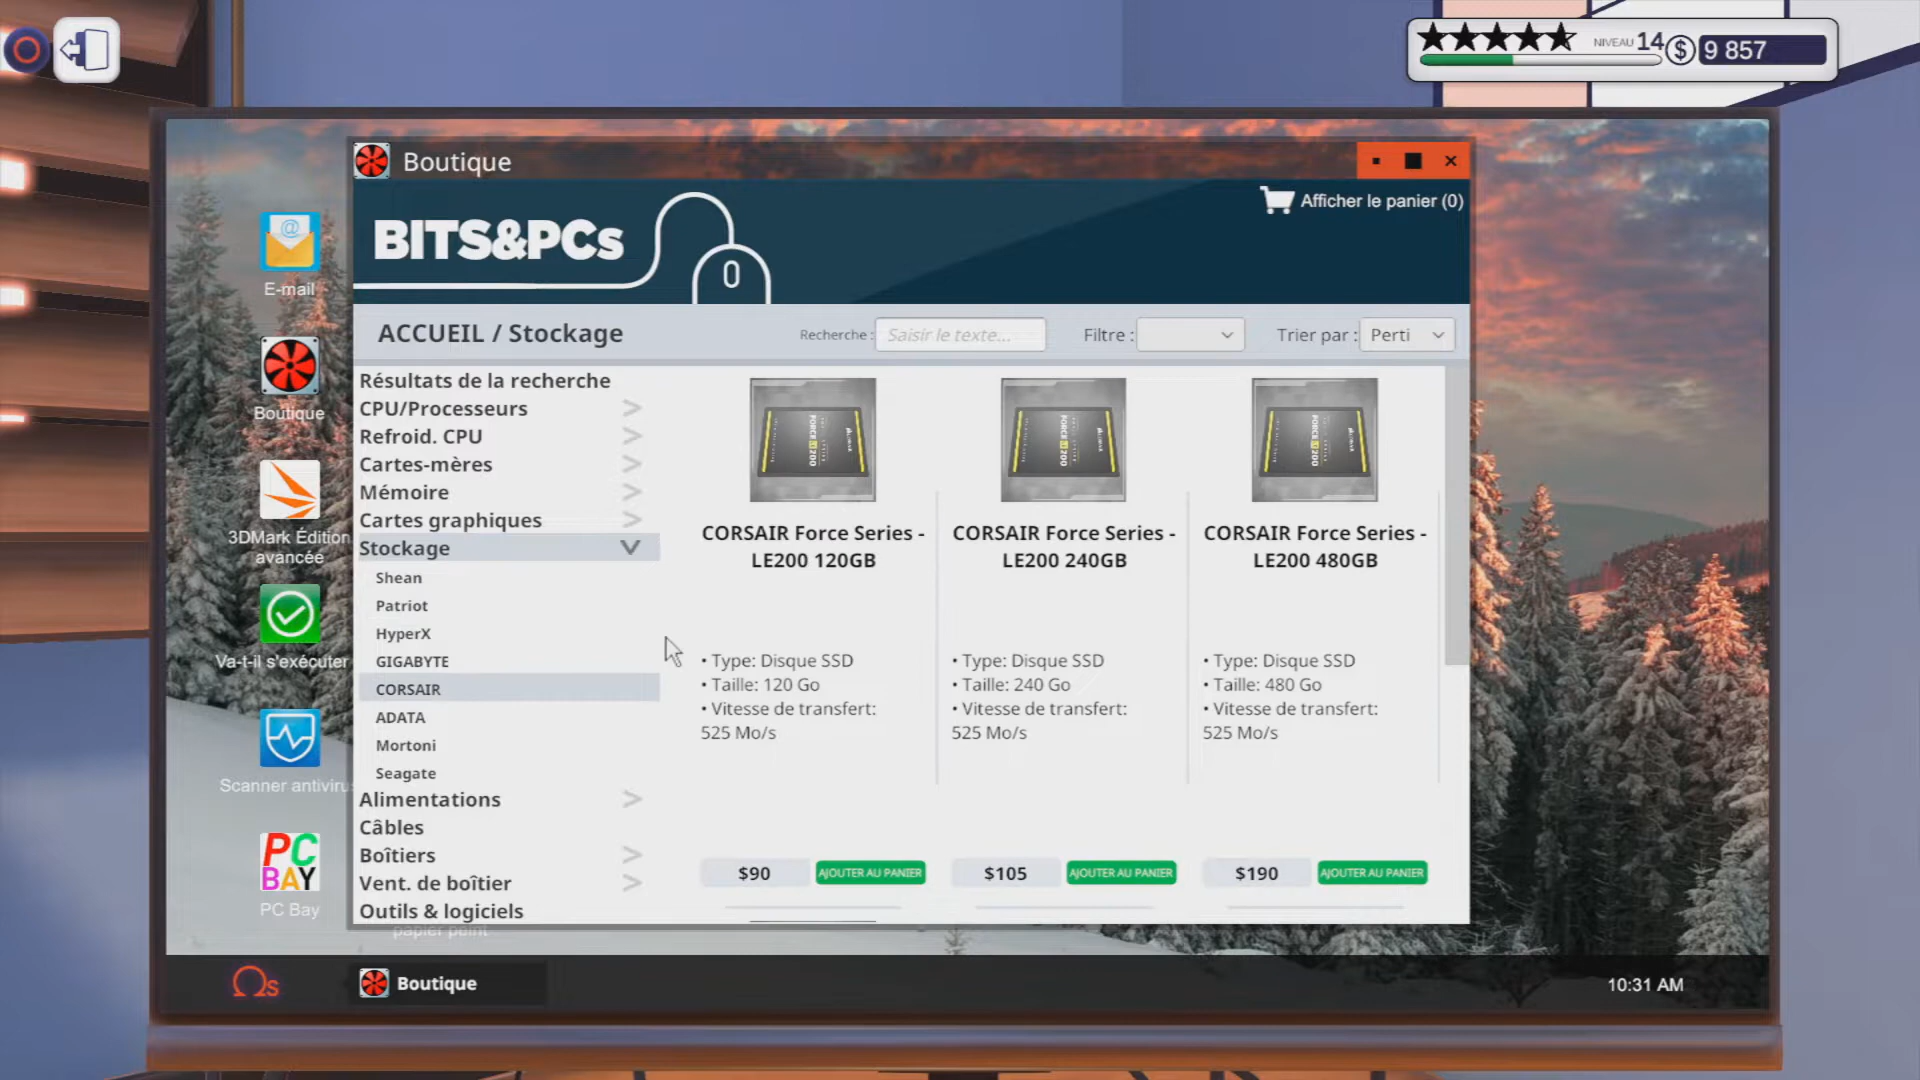 NIVEAU 14
$ 9 857
Boutique
BITS&PCs
Afficher le panier (0)
ACCUEIL / Stockage
Recherche :
Saisir le texte...
Filtre :
Trier par :
Perti
E-mail
Boutique
3DMark Édition
avancée
Va-t-il s'exécuter
Scanner antiviru
PC
BAY
PC Bay
papier peint
Résultats de la recherche
CPU/Processeurs
Refroid. CPU
Cartes-mères
Mémoire
Cartes graphiques
Stockage
Shean
Patriot
HyperX
GIGABYTE
CORSAIR
ADATA
Mortoni
Seagate
Alimentations
Câbles
Boîtiers
Vent. de boîtier
Outils & logiciels
CORSAIR Force Series -
LE200 120GB
• Type: Disque SSD
• Taille: 120 Go
• Vitesse de transfert:
525 Mo/s
$90
AJOUTER AU PANIER
CORSAIR Force Series -
LE200 240GB
• Type: Disque SSD
• Taille: 240 Go
• Vitesse de transfert:
525 Mo/s
$105
AJOUTER AU PANIER
CORSAIR Force Series -
LE200 480GB
• Type: Disque SSD
• Taille: 480 Go
• Vitesse de transfert:
525 Mo/s
$190
AJOUTER AU PANIER
Ωs
Boutique
10:31 AM